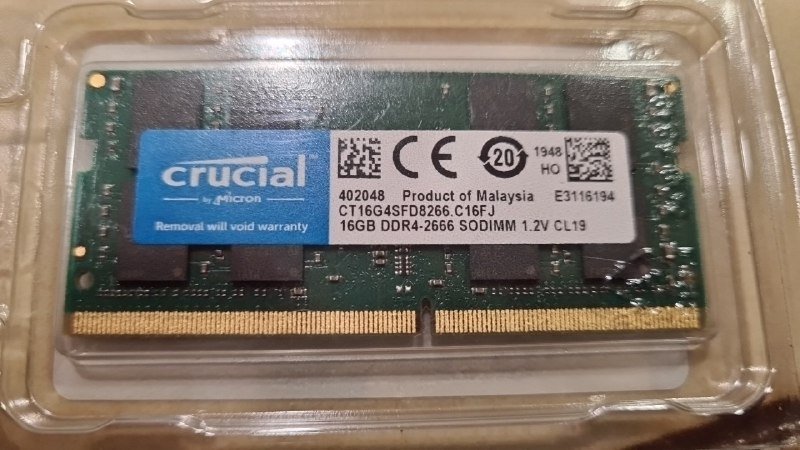 crucial™
by Micron
Removal will void warranty
CE 20 1948
HO
402048 Product of Malaysia E3116194
CT16G4SFD8266.C16FJ
16GB DDR4-2666 SODIMM 1.2V CL19